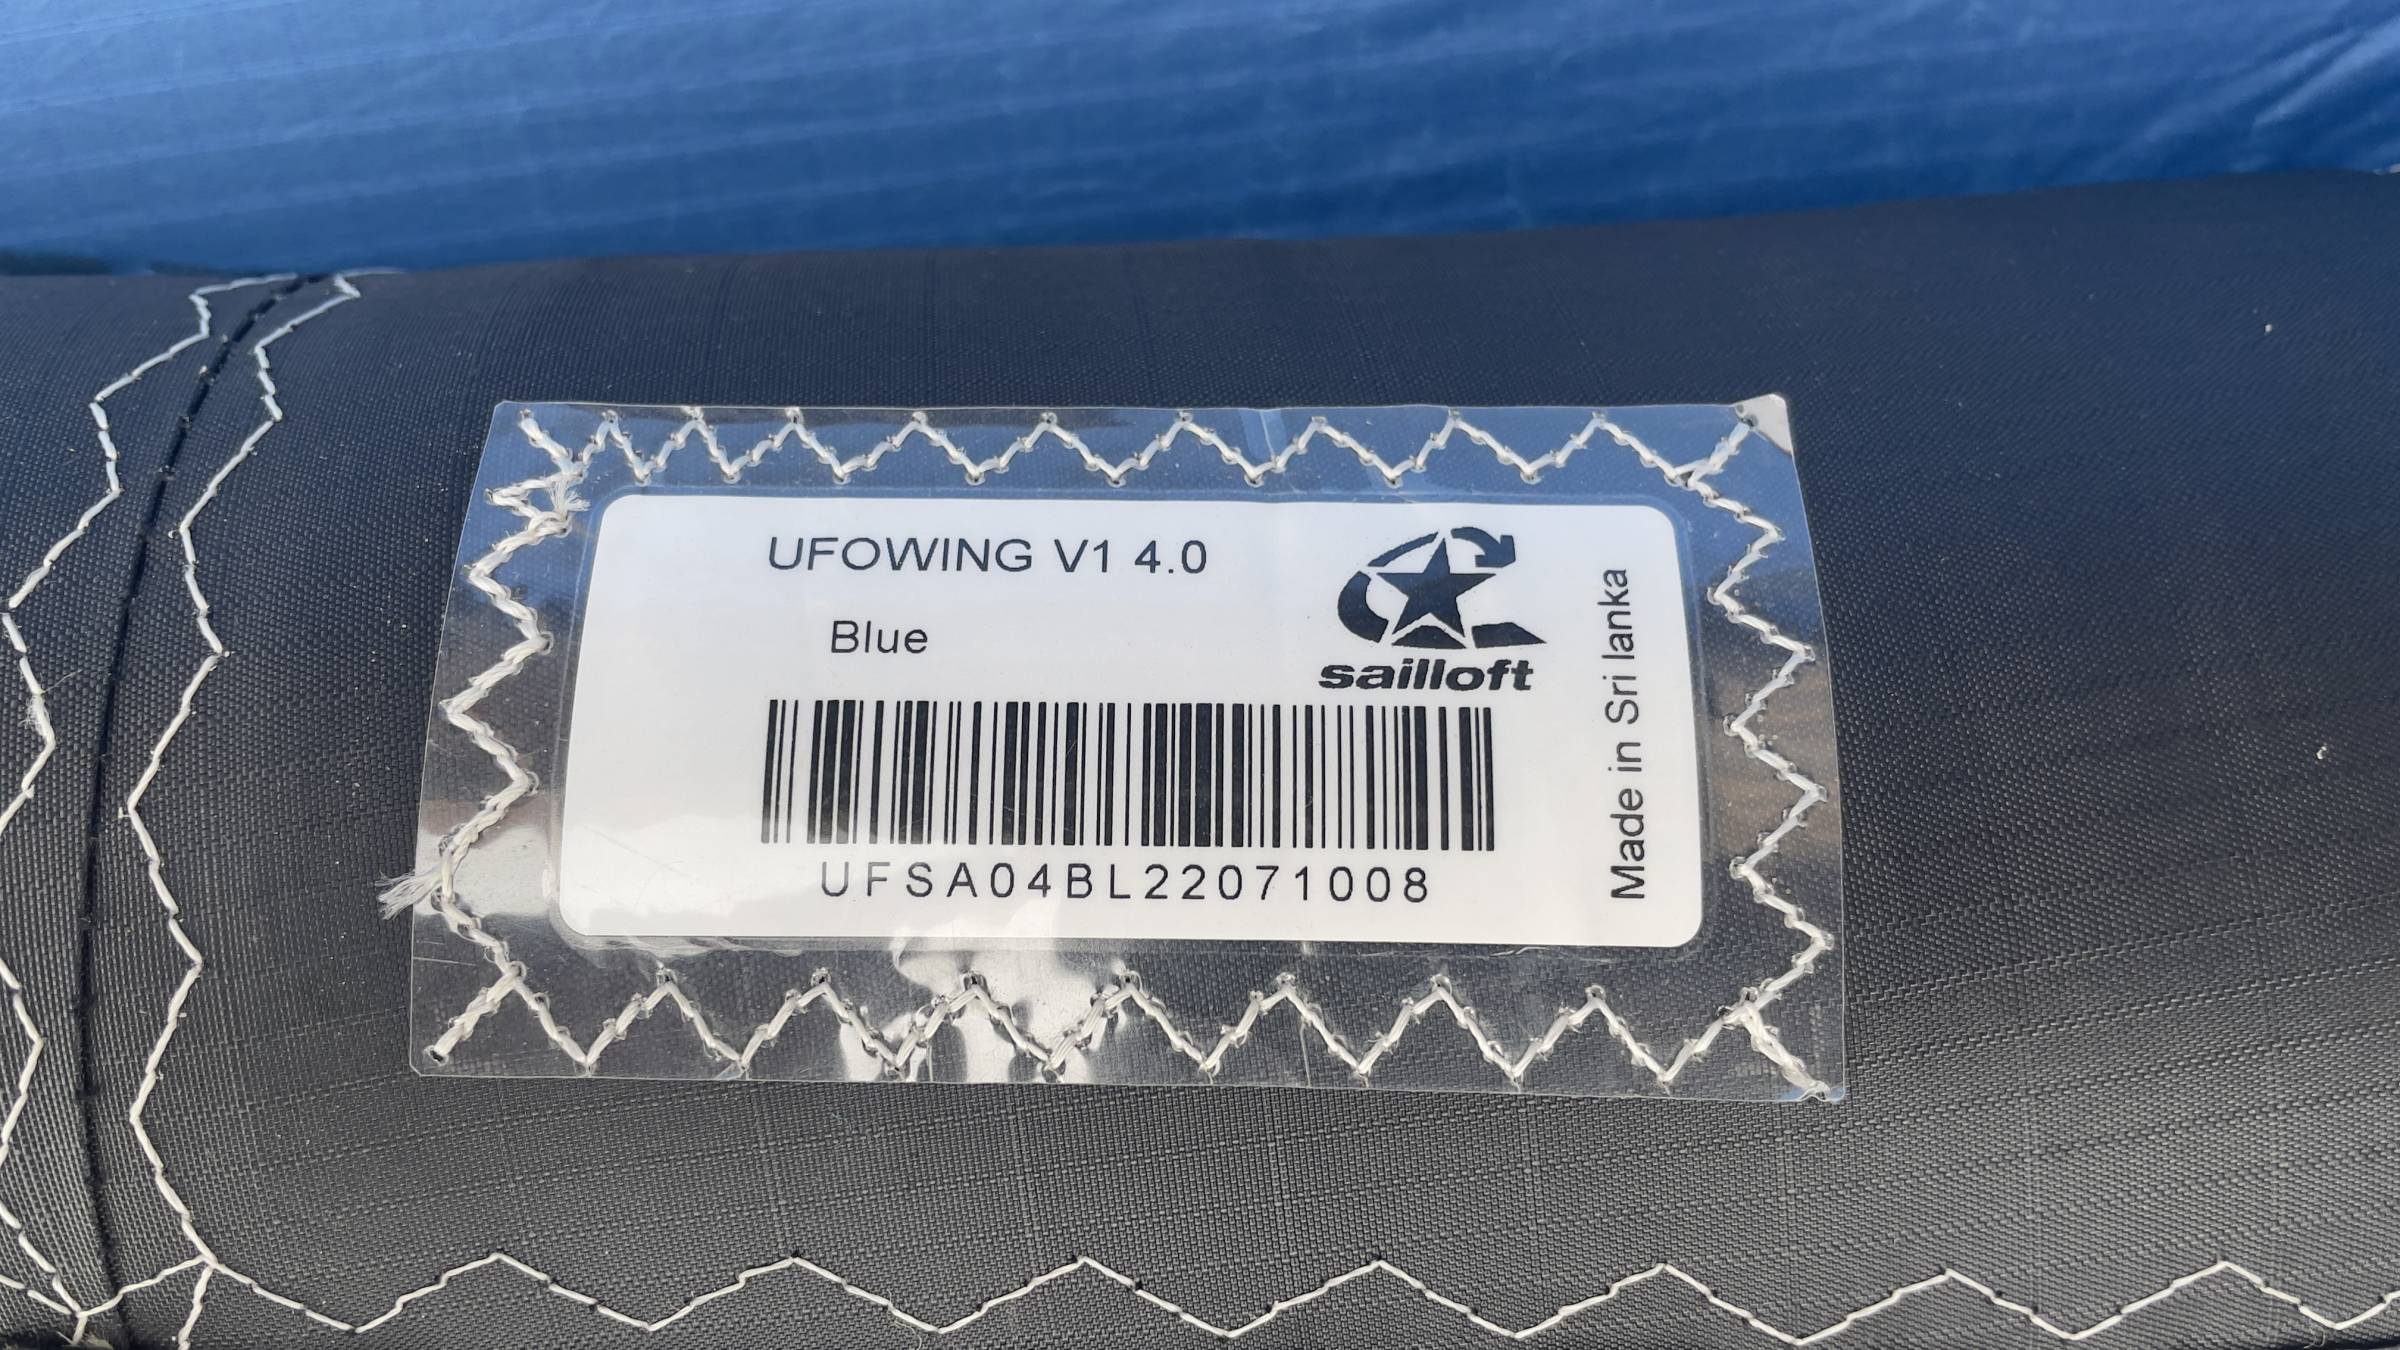 UFOWING V1 4.0
Blue
sailloft
UFSA04BL22071008
Made in Sri lanka